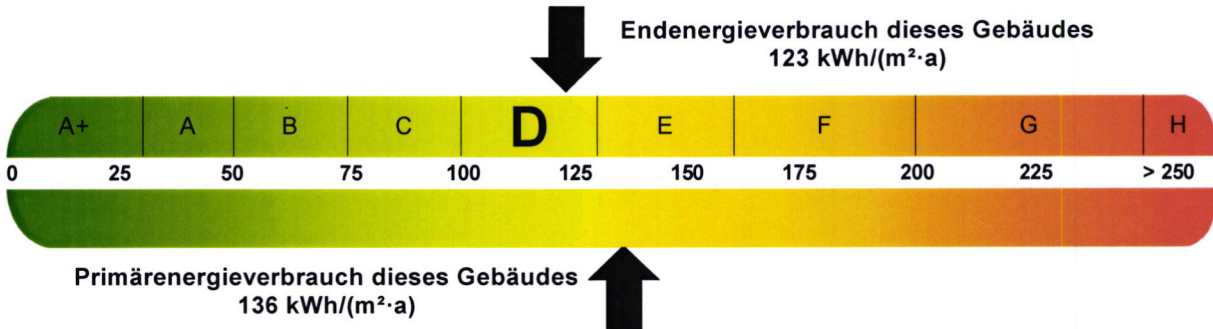 Endenergieverbrauch dieses Gebäudes
123 kWh/(m²·a)
A+ A B C D E F G H
0 25 50 75 100 125 150 175 200 225 > 250
Primärenergieverbrauch dieses Gebäudes
136 kWh/(m²·a)